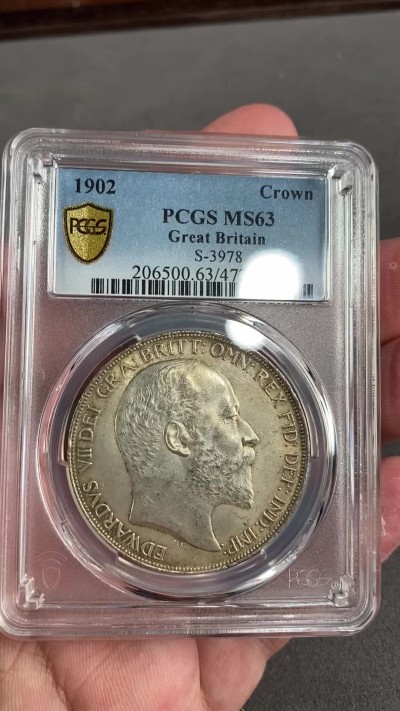 1902 Crown
PCGS PCGS MS63
Great Britain
S-3978
206500.63/47
EDWARDVS VII DEI GRA: BRITT: OMN: REX FID: DEF: IND: IMP:
PCGS